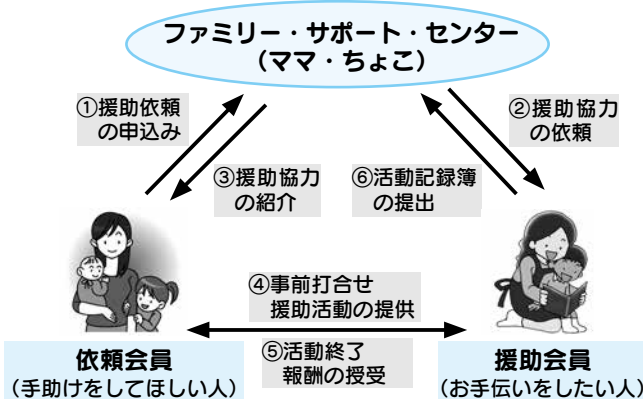 ファミリー・サポート・センター
（ママ・ちょこ）
①援助依頼
の申込み
②援助協力
の依頼
③援助協力
の紹介
⑥活動記録簿
の提出
④事前打合せ
援助活動の提供
⑤活動終了
報酬の授受
依頼会員
（手助けをしてほしい人）
援助会員
（お手伝いをしたい人）